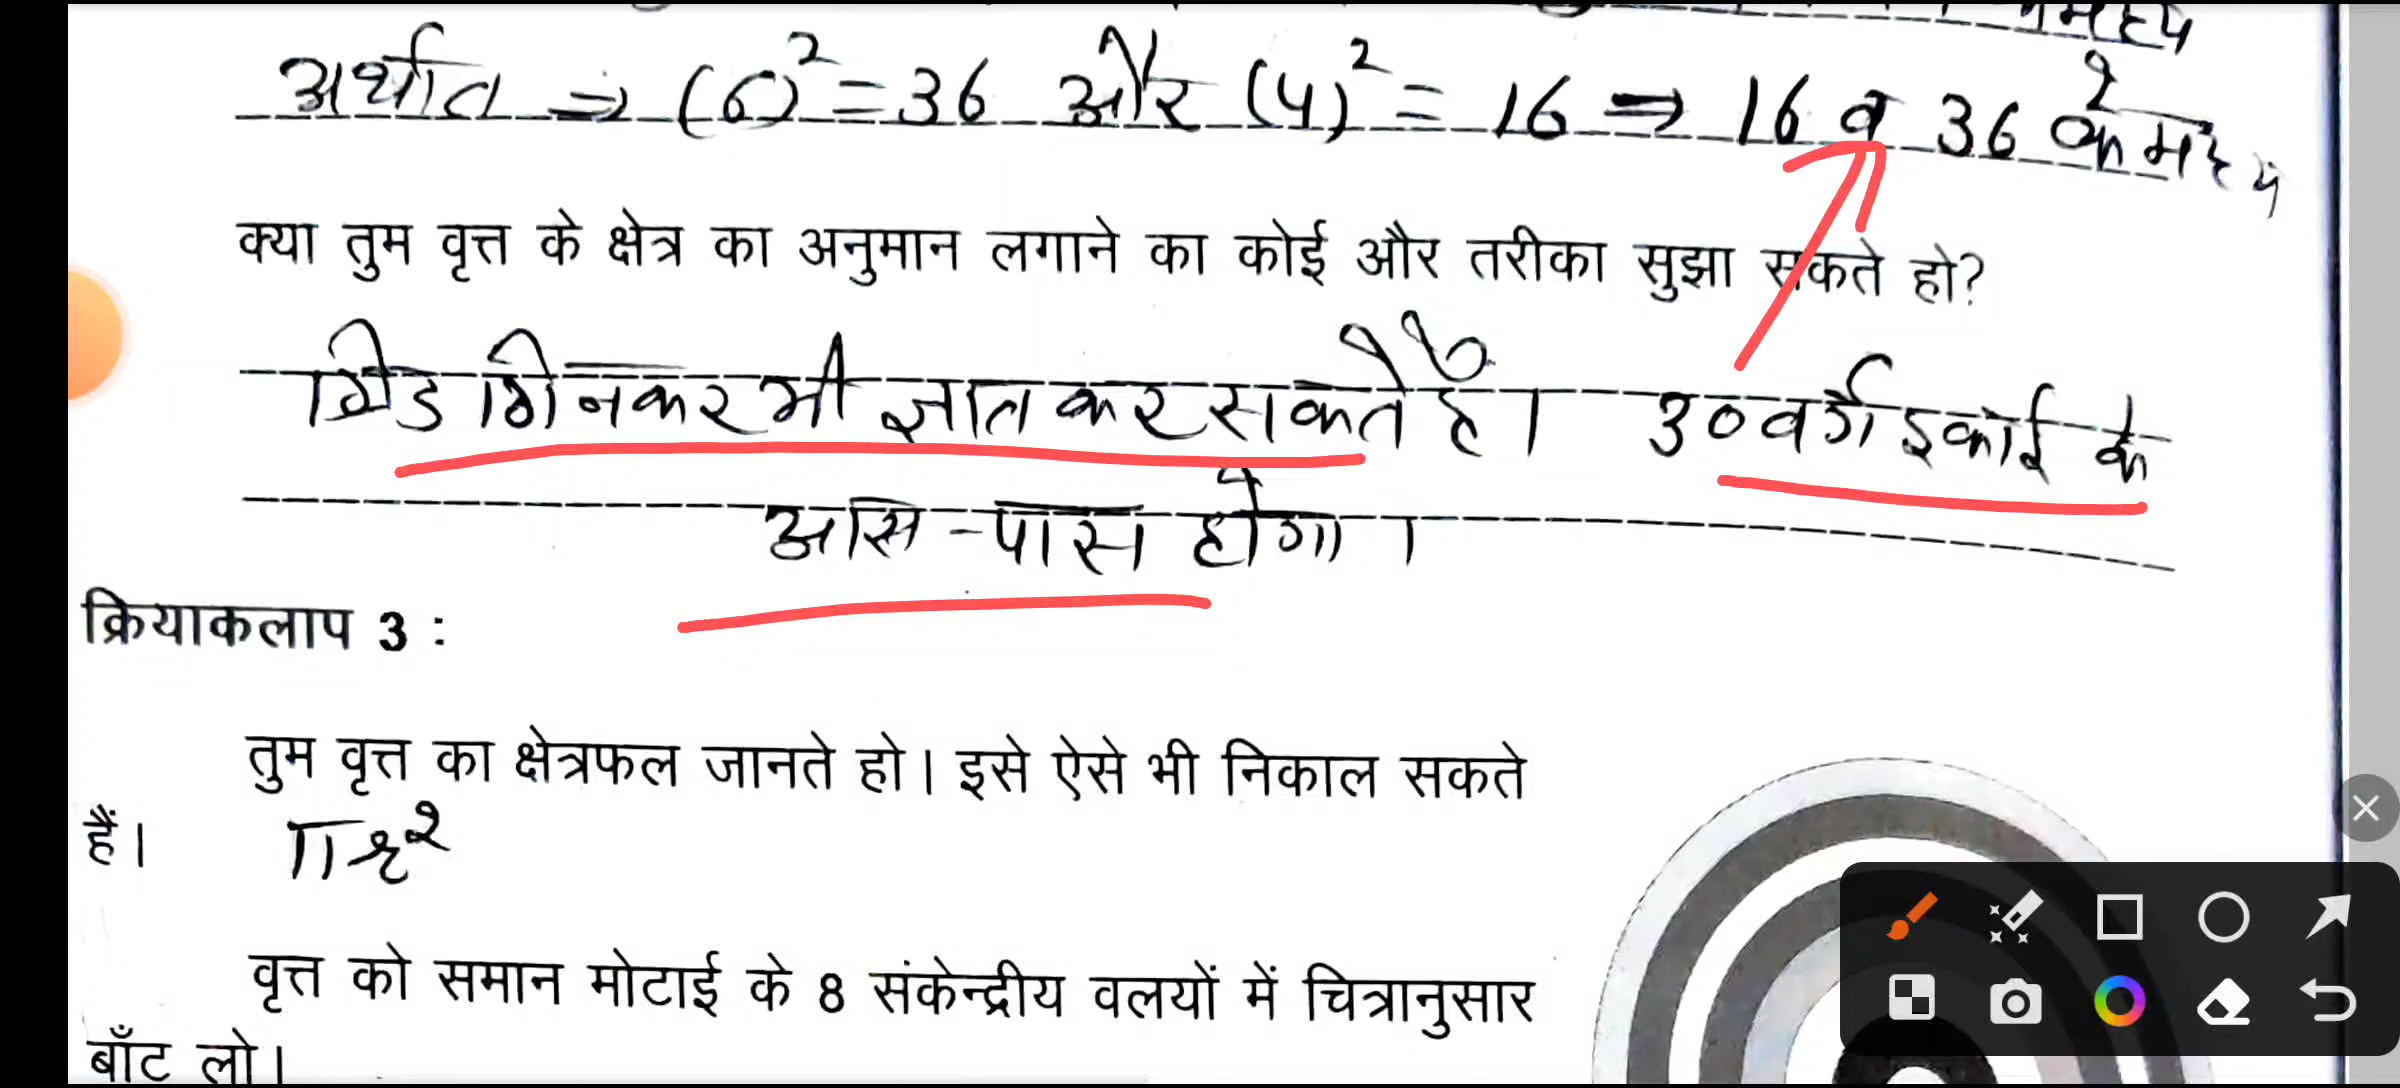 अर्थात ⇒ (6)² = 36 और (4)² = 16 ⇒ 16 व 36 के मध्य
क्या तुम वृत्त के क्षेत्र का अनुमान लगाने का कोई और तरीका सुझा सकते हो?
ग्रिड गिनकर भी ज्ञात कर सकते है। 30 वर्ग इकाई के
आस-पास होगा।
क्रियाकलाप 3 :
तुम वृत्त का क्षेत्रफल जानते हो। इसे ऐसे भी निकाल सकते
हैं। πr²
वृत्त को समान मोटाई के 8 संकेन्द्रीय वलयों में चित्रानुसार
बाँट लो।